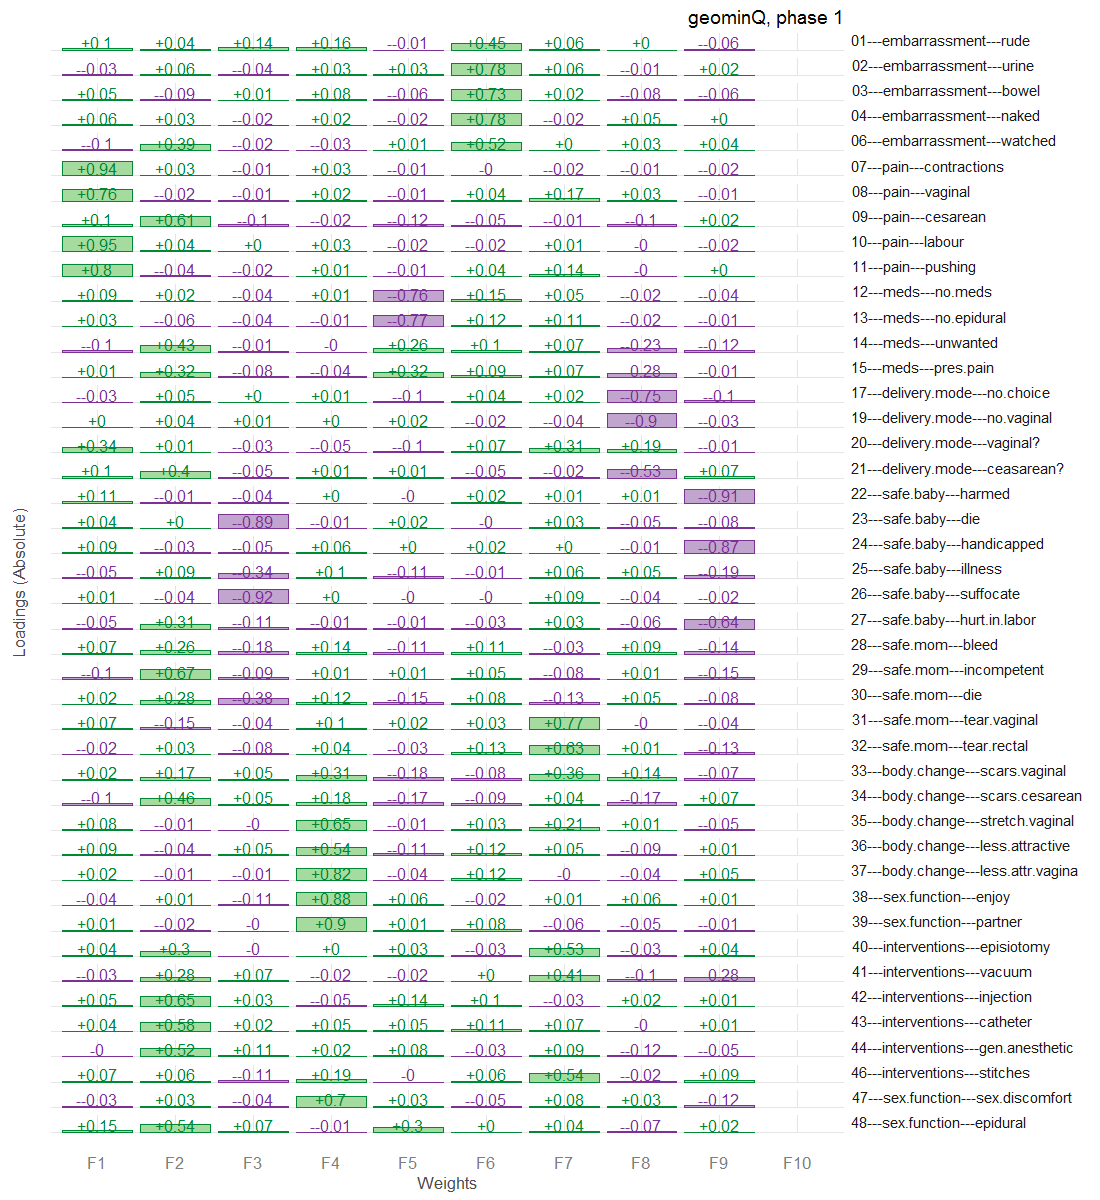 geominQ, phase 1
+0.1 +0.04 +0.14 +0.16 --0.01 +0.45 +0.06 +0 --0.06 01---embarrassment---rude
--0.03 +0.06 --0.04 +0.03 +0.03 +0.78 +0.06 --0.01 +0.02 02---embarrassment---urine
+0.05 --0.09 +0.01 +0.08 --0.06 +0.73 +0.02 --0.08 --0.06 03---embarrassment---bowel
+0.06 +0.03 --0.02 +0.02 --0.02 +0.78 --0.02 +0.05 +0 04---embarrassment---naked
--0.1 +0.39 --0.02 --0.03 +0.01 +0.52 +0 +0.03 +0.04 06---embarrassment---watched
+0.94 +0.03 --0.01 +0.03 --0.01 -0 --0.02 --0.01 --0.02 07---pain---contractions
+0.76 --0.02 --0.01 +0.02 --0.01 +0.04 +0.17 +0.03 --0.01 08---pain---vaginal
+0.1 +0.61 --0.1 --0.02 --0.12 --0.05 --0.01 --0.1 +0.02 09---pain---cesarean
+0.95 +0.04 +0 +0.03 --0.02 --0.02 +0.01 -0 --0.02 10---pain---labour
+0.8 --0.04 --0.02 +0.01 --0.01 +0.04 +0.14 -0 +0 11---pain---pushing
+0.09 +0.02 --0.04 +0.01 --0.76 +0.15 +0.05 --0.02 --0.04 12---meds---no.meds
+0.03 --0.06 --0.04 --0.01 --0.77 +0.12 +0.11 --0.02 --0.01 13---meds---no.epidural
--0.1 +0.43 --0.01 -0 +0.26 +0.1 +0.07 --0.23 --0.12 14---meds---unwanted
+0.01 +0.32 --0.08 --0.04 +0.32 +0.09 +0.07 --0.28 --0.01 15---meds---pres.pain
--0.03 +0.05 +0 +0.01 --0.1 +0.04 +0.02 --0.75 --0.1 17---delivery.mode---no.choice
+0 +0.04 +0.01 +0 +0.02 --0.02 --0.04 --0.9 --0.03 19---delivery.mode---no.vaginal
+0.34 +0.01 --0.03 --0.05 --0.1 +0.07 +0.31 +0.19 --0.01 20---delivery.mode---vaginal?
+0.1 +0.4 --0.05 +0.01 +0.01 --0.05 --0.02 --0.53 +0.07 21---delivery.mode---ceasarean?
+0.11 --0.01 --0.04 +0 -0 +0.02 +0.01 +0.01 --0.91 22---safe.baby---harmed
+0.04 +0 --0.89 --0.01 +0.02 -0 +0.03 --0.05 --0.08 23---safe.baby---die
+0.09 --0.03 --0.05 +0.06 +0 +0.02 +0 --0.01 --0.87 24---safe.baby---handicapped
--0.05 +0.09 --0.34 +0.1 --0.11 --0.01 +0.06 +0.05 --0.19 25---safe.baby---illness
+0.01 --0.04 --0.92 +0 -0 -0 +0.09 --0.04 --0.02 26---safe.baby---suffocate
--0.05 +0.31 --0.11 --0.01 --0.01 --0.03 +0.03 --0.06 --0.64 27---safe.baby---hurt.in.labor
+0.07 +0.26 --0.18 +0.14 --0.11 +0.11 --0.03 +0.09 --0.14 28---safe.mom---bleed
--0.1 +0.67 --0.09 +0.01 +0.01 +0.05 --0.08 +0.01 --0.15 29---safe.mom---incompetent
+0.02 +0.28 --0.38 +0.12 --0.15 +0.08 --0.13 +0.05 --0.08 30---safe.mom---die
+0.07 --0.15 --0.04 +0.1 +0.02 +0.03 +0.77 -0 --0.04 31---safe.mom---tear.vaginal
--0.02 +0.03 --0.08 +0.04 --0.03 +0.13 +0.63 +0.01 --0.13 32---safe.mom---tear.rectal
+0.02 +0.17 +0.05 +0.31 --0.18 --0.08 +0.36 +0.14 --0.07 33---body.change---scars.vaginal
--0.1 +0.46 +0.05 +0.18 --0.17 --0.09 +0.04 --0.17 +0.07 34---body.change---scars.cesarean
+0.08 --0.01 -0 +0.65 --0.01 +0.03 +0.21 +0.01 --0.05 35---body.change---stretch.vaginal
+0.09 --0.04 +0.05 +0.54 --0.11 +0.12 +0.05 --0.09 +0.01 36---body.change---less.attractive
+0.02 --0.01 --0.01 +0.82 --0.04 +0.12 -0 --0.04 +0.05 37---body.change---less.attr.vagina
--0.04 +0.01 --0.11 +0.88 --0.06 --0.02 +0.01 +0.06 +0.01 38---sex.function---enjoy
+0.01 --0.02 -0 +0.9 +0.01 +0.08 --0.06 --0.05 --0.01 39---sex.function---partner
+0.04 +0.3 -0 +0 +0.03 --0.03 +0.53 --0.03 +0.04 40---interventions---episiotomy
--0.03 +0.28 +0.07 --0.02 --0.02 +0 +0.41 --0.1 --0.28 41---interventions---vacuum
+0.05 +0.65 +0.03 --0.05 +0.14 +0.1 --0.03 +0.02 +0.01 42---interventions---injection
+0.04 +0.58 +0.02 +0.05 +0.05 +0.11 +0.07 -0 +0.01 43---interventions---catheter
-0 +0.52 +0.11 +0.02 +0.08 --0.03 +0.09 --0.12 --0.05 44---interventions---gen.anesthetic
+0.07 +0.06 --0.11 +0.19 -0 +0.06 +0.54 --0.02 +0.09 46---interventions---stitches
--0.03 +0.03 --0.04 +0.7 +0.03 --0.05 +0.08 +0.03 --0.12 47---sex.function---sex.discomfort
+0.15 +0.54 +0.07 --0.01 +0.3 +0 +0.04 --0.07 +0.02 48---sex.function---epidural
F1 F2 F3 F4 F5 F6 F7 F8 F9 F10
Weights
Loadings (Absolute)